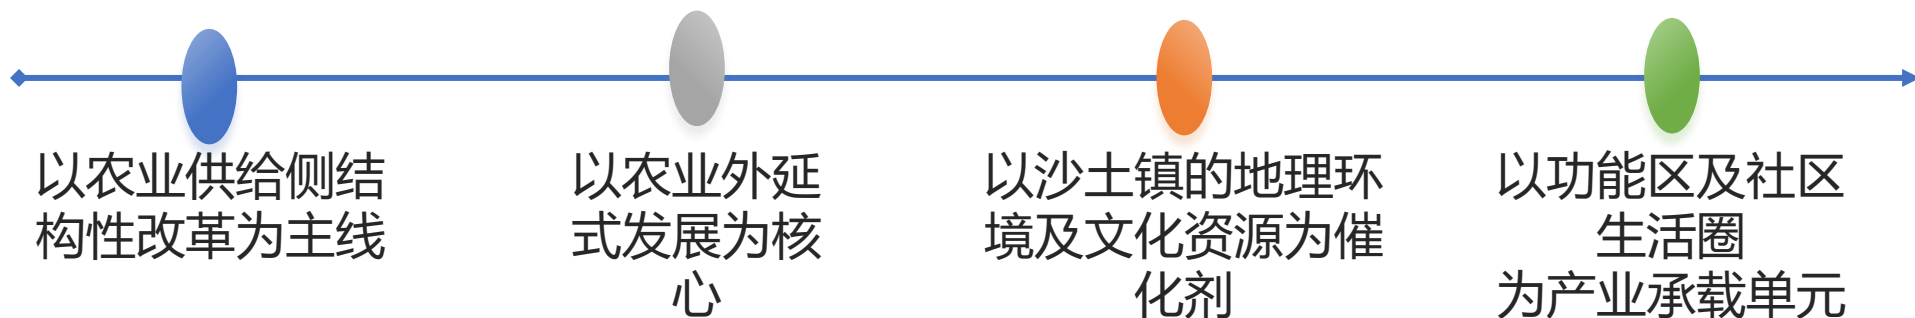 以农业供给侧结
构性改革为主线
以农业外延
式发展为核
心
以沙土镇的地理环
境及文化资源为催
化剂
以功能区及社区
生活圈
为产业承载单元